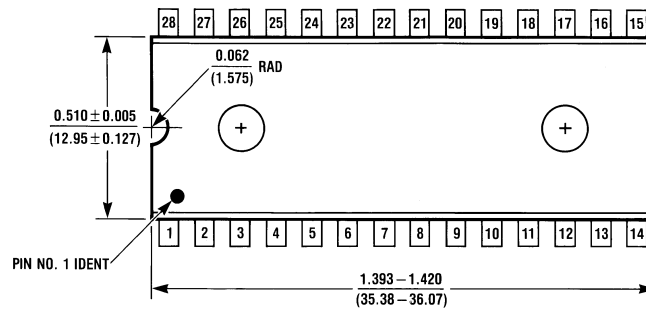 28 27 26 25 24 23 22 21 20 19 18 17 16 15
0.062
(1.575)
RAD
0.510±0.005
(12.95±0.127)
1 2 3 4 5 6 7 8 9 10 11 12 13 14
PIN NO. 1 IDENT
1.393–1.420
(35.38–36.07)